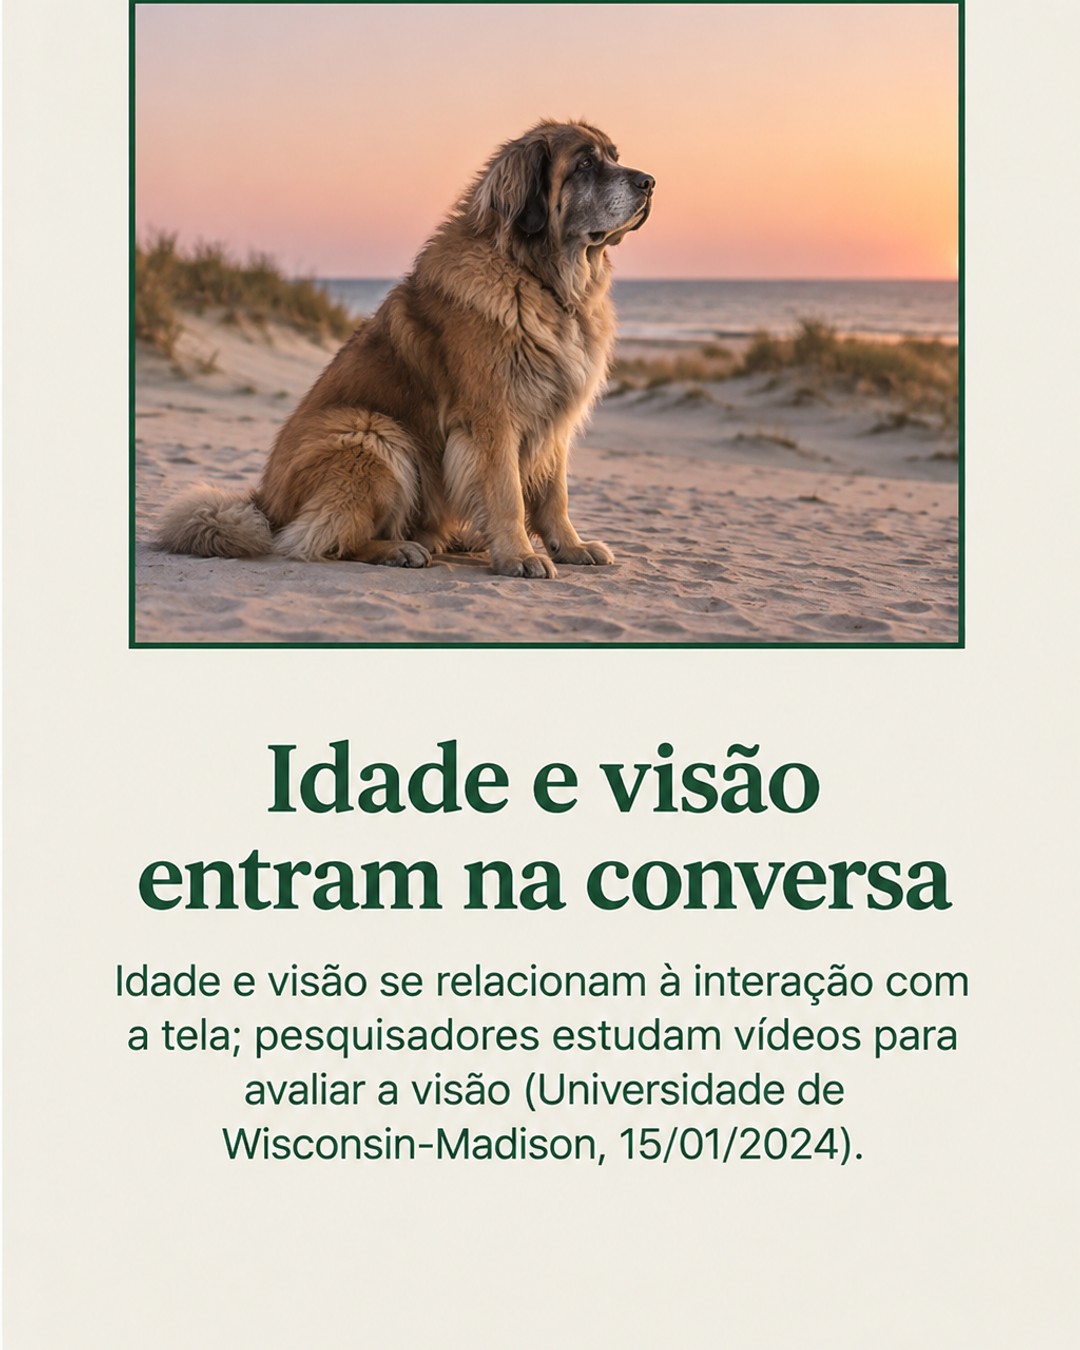 Idade e visão
entram na conversa
Idade e visão se relacionam à interação com
a tela; pesquisadores estudam vídeos para
avaliar a visão (Universidade de
Wisconsin-Madison, 15/01/2024).